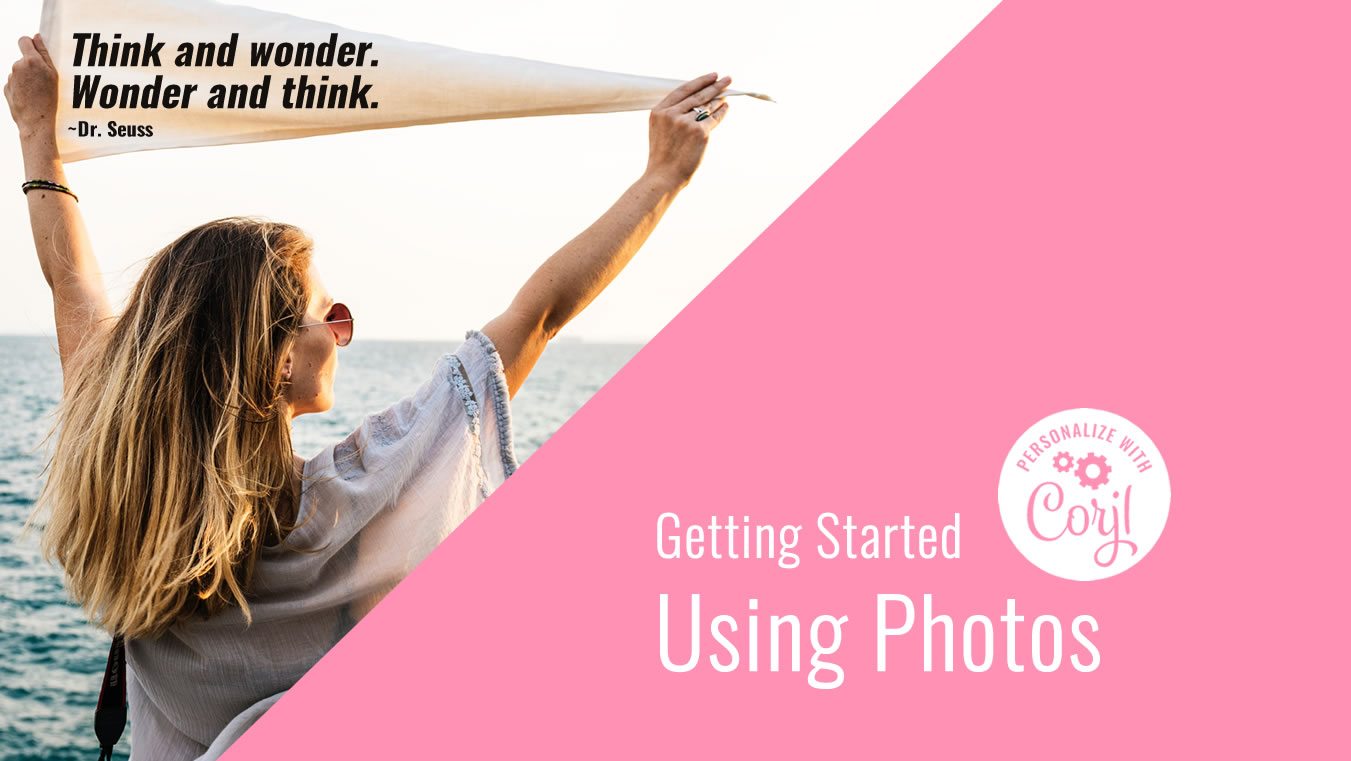 Think and wonder.
Wonder and think.
~Dr. Seuss
PERSONALIZE WITH
Corjl
Getting Started
Using Photos